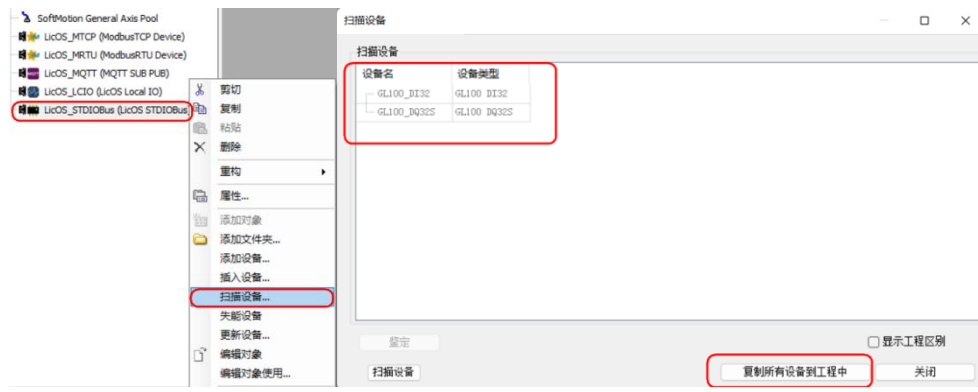 SoftMotion General Axis Pool
LicOS_MTCP (ModbusTCP Device)
LicOS_MRTU (ModbusRTU Device)
LicOS_MQTT (MQTT SUB PUB)
LicOS_LCIO (LicOS Local IO)
LicOS_STDIOBus (LicOS STDIOBus
剪切
复制
粘贴
删除
重构
属性...
添加对象
添加文件夹...
添加设备...
插入设备...
扫描设备...
失能设备
更新设备...
编辑对象
编辑对象使用...
扫描设备
扫描设备
设备名 设备类型
GL100_DI32 GL100 DI32
GL100_DQ32S GL100 DQ32S
鉴定
显示工程区别
扫描设备
复制所有设备到工程中
关闭